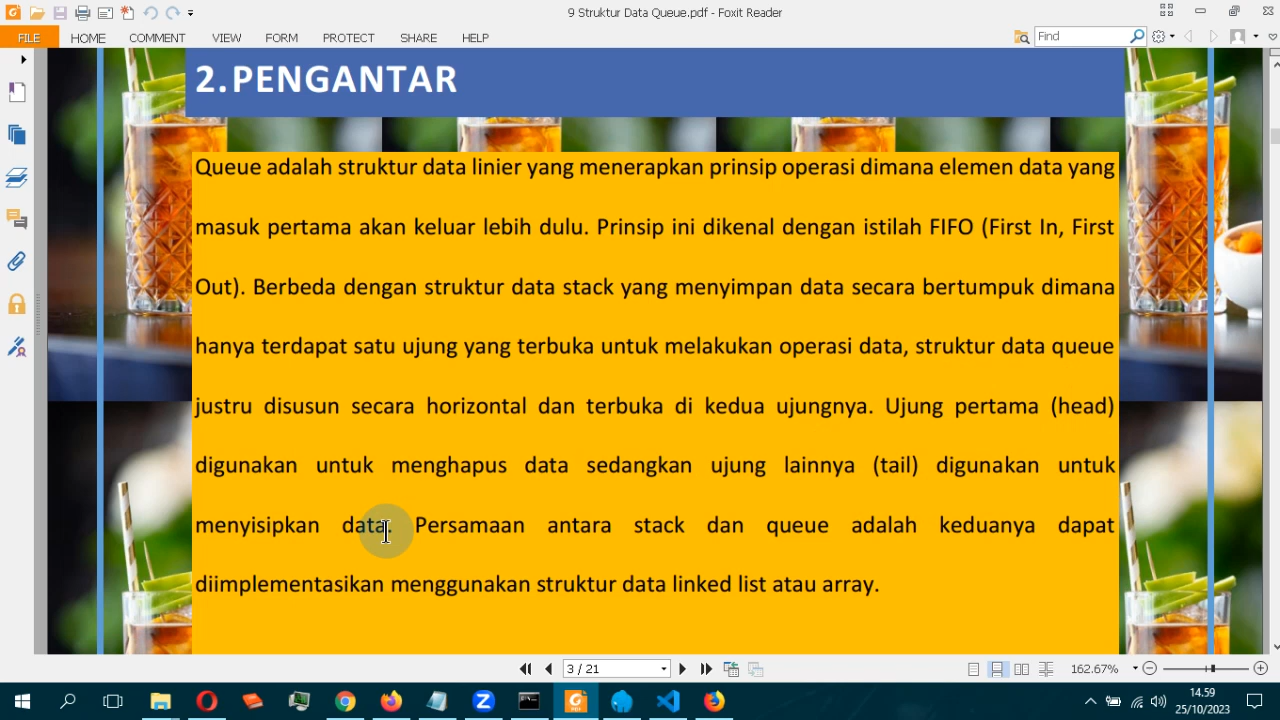 9 Struktur Data Queue.pdf - Foxit Reader
FILE HOME COMMENT VIEW FORM PROTECT SHARE HELP Find
2.PENGANTAR
Queue adalah struktur data linier yang menerapkan prinsip operasi dimana elemen data yang
masuk pertama akan keluar lebih dulu. Prinsip ini dikenal dengan istilah FIFO (First In, First
Out). Berbeda dengan struktur data stack yang menyimpan data secara bertumpuk dimana
hanya terdapat satu ujung yang terbuka untuk melakukan operasi data, struktur data queue
justru disusun secara horizontal dan terbuka di kedua ujungnya. Ujung pertama (head)
digunakan untuk menghapus data sedangkan ujung lainnya (tail) digunakan untuk
menyisipkan data. Persamaan antara stack dan queue adalah keduanya dapat
diimplementasikan menggunakan struktur data linked list atau array.
3 / 21 162.67%
14.59
25/10/2023